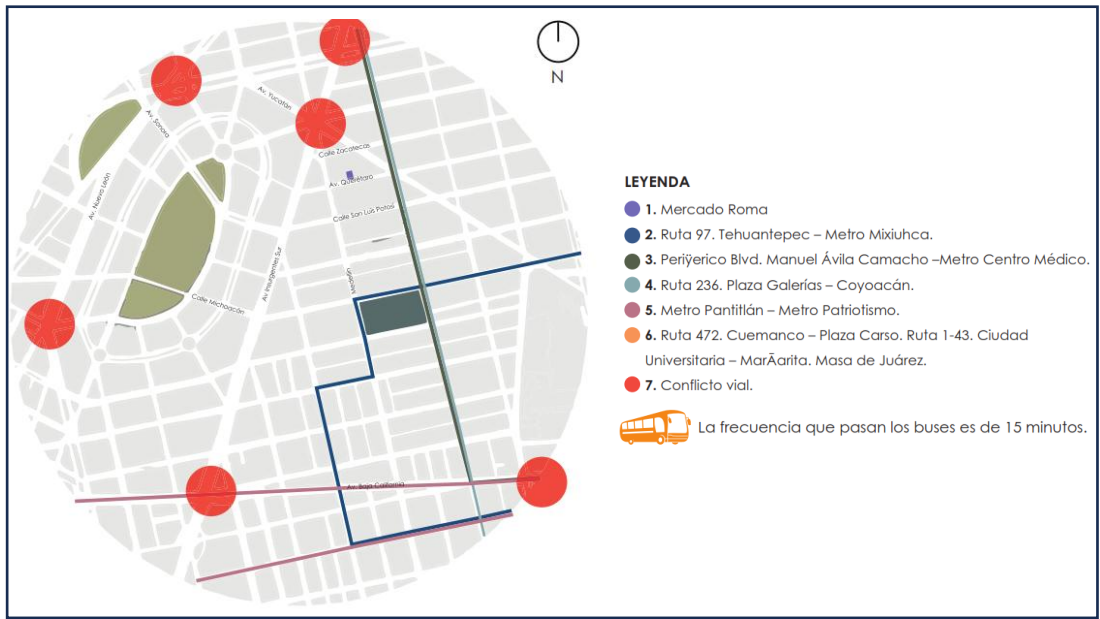 N
Av. Yucatán
Av. Sonora
Calle Zacatecas
Av. Querétaro
Av. Nuevo León
Calle San Luis Potosí
Av. Insurgentes Sur
Calle Michoacán
Av. Baja California
LEYENDA
1. Mercado Roma
2. Ruta 97. Tehuantepec – Metro Mixiuhca.
3. Periÿerico Blvd. Manuel Ávila Camacho –Metro Centro Médico.
4. Ruta 236. Plaza Galerías – Coyoacán.
5. Metro Pantitlán – Metro Patriotismo.
6. Ruta 472. Cuemanco – Plaza Carso. Ruta 1-43. Ciudad
Universitaria – MarÃarita. Masa de Juárez.
7. Conflicto vial.
La frecuencia que pasan los buses es de 15 minutos.